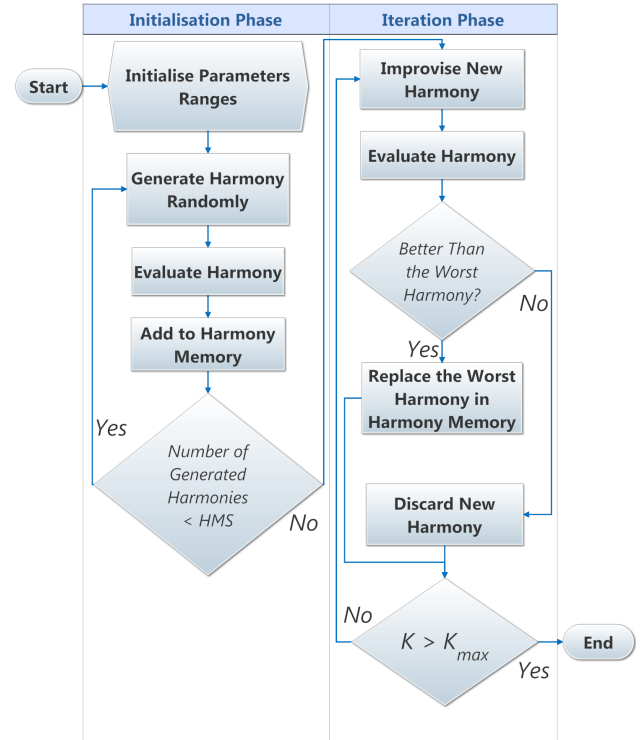 Initialisation Phase
Iteration Phase
Start
Initialise Parameters
Ranges
Generate Harmony
Randomly
Evaluate Harmony
Add to Harmony
Memory
Yes
Number of
Generated
Harmonies
< HMS
No
Improvise New
Harmony
Evaluate Harmony
Better Than
the Worst
Harmony?
No
Yes
Replace the Worst
Harmony in
Harmony Memory
Discard New
Harmony
No
K > Kmax
Yes
End